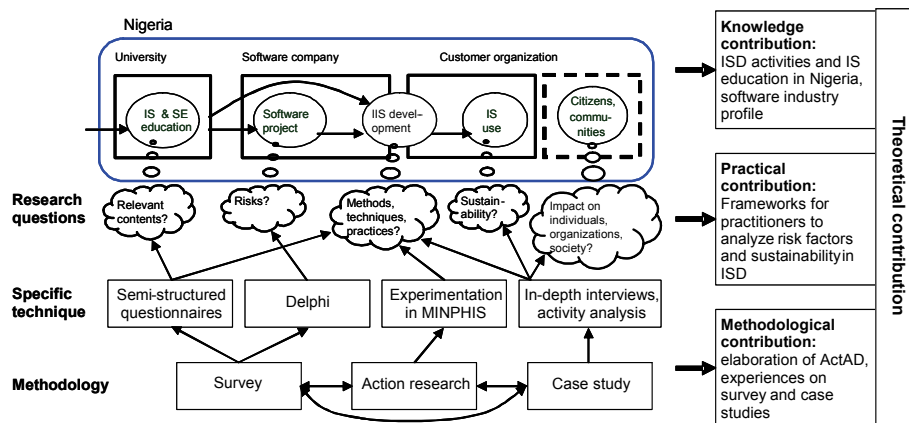 Nigeria
University
Software company
Customer organization
IS & SE
education
Software
project
IIS devel-
opment
IS
use
Citizens,
commu-
nities
Research
questions
Relevant
contents?
Risks?
Methods,
techniques,
practices?
Sustain-
ability?
Impact on
individuals,
organizations,
society?
Specific
technique
Semi-structured
questionnaires
Delphi
Experimentation
in MINPHIS
In-depth interviews,
activity analysis
Methodology
Survey
Action research
Case study
Knowledge
contribution:
ISD activities and IS
education in Nigeria,
software industry
profile
Practical
contribution:
Frameworks for
practitioners to
analyze risk factors
and sustainability in
ISD
Methodological
contribution:
elaboration of ActAD,
experiences on
survey and case
studies
Theoretical contribution